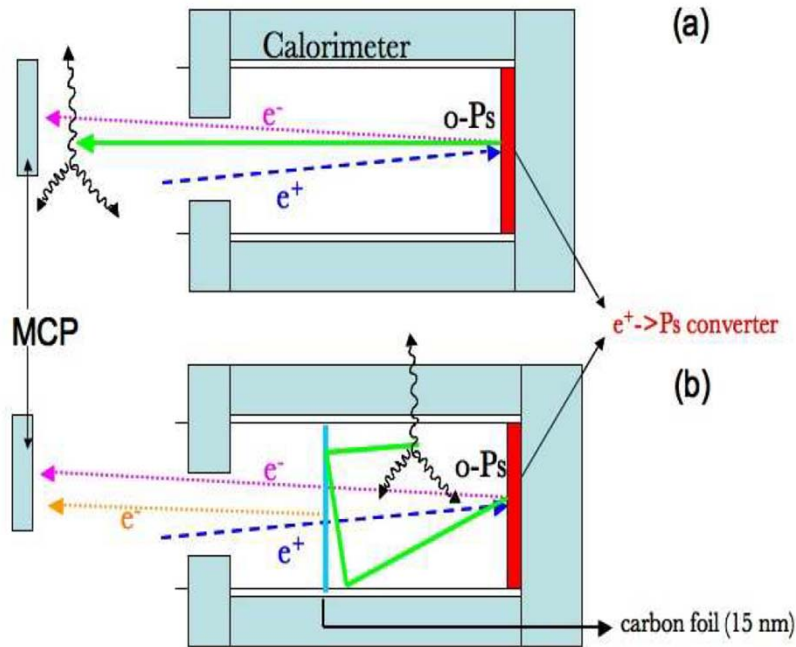 (a)
Calorimeter
e-
o-Ps
e+
MCP
e+->Ps converter
(b)
o-Ps
e-
e-
e+
carbon foil (15 nm)